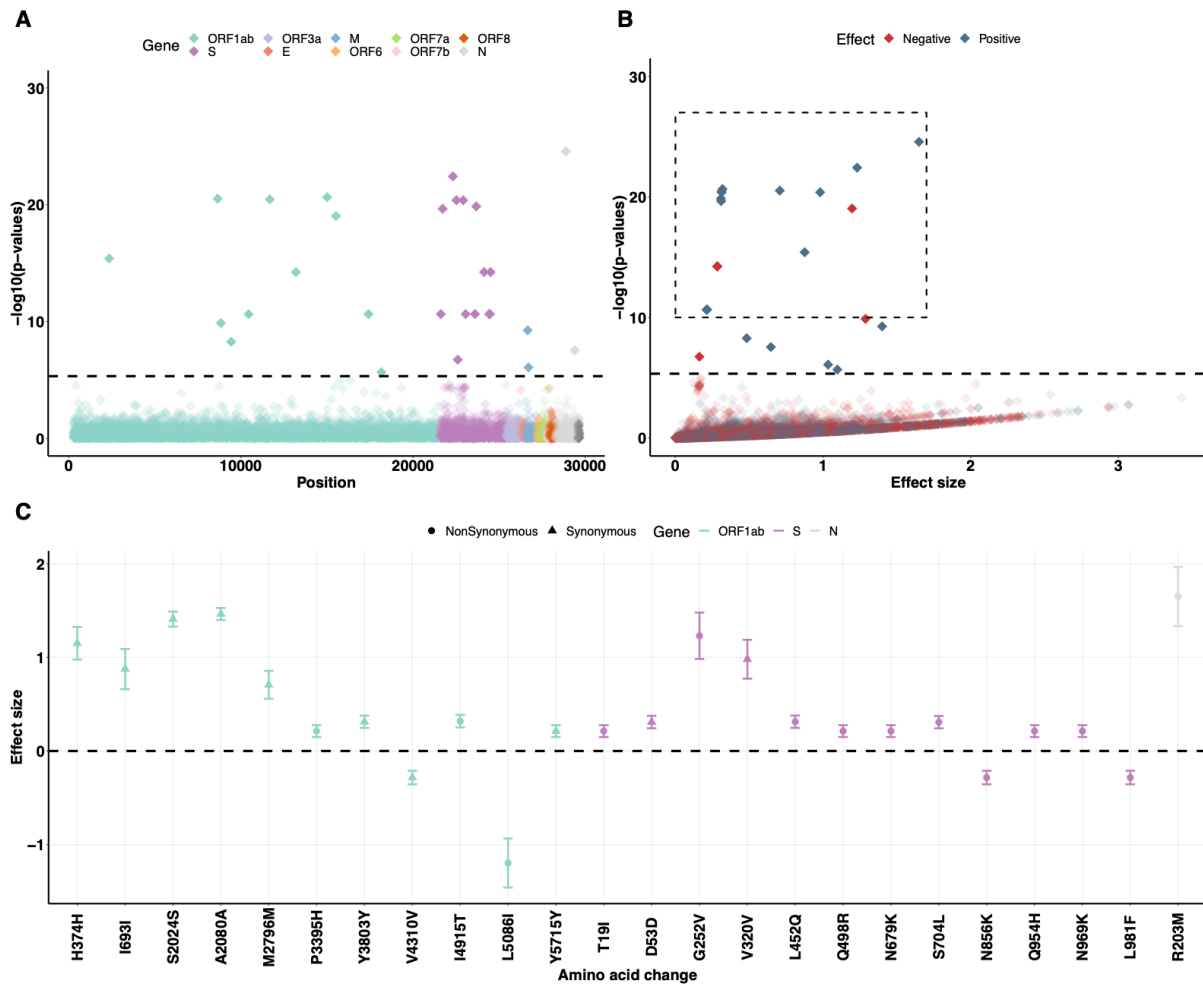 A
Gene ORF1ab ORF3a M ORF7a ORF8
S E ORF6 ORF7b N
−log10(p−values)
30
20
10
0
0 10000 20000 30000
Position
B
Effect Negative Positive
−log10(p−values)
30
20
10
0
0 1 2 3
Effect size
C
NonSynonymous Synonymous Gene ORF1ab S N
Effect size
2
1
0
−1
H374H
I693I
S2024S
A2080A
M2796M
P3395H
Y3803Y
V4310V
I4915T
L5086I
Y5715Y
T19I
D53D
G252V
V320V
L452Q
Q498R
N679K
S704L
N856K
Q954H
N969K
L981F
R203M
Amino acid change